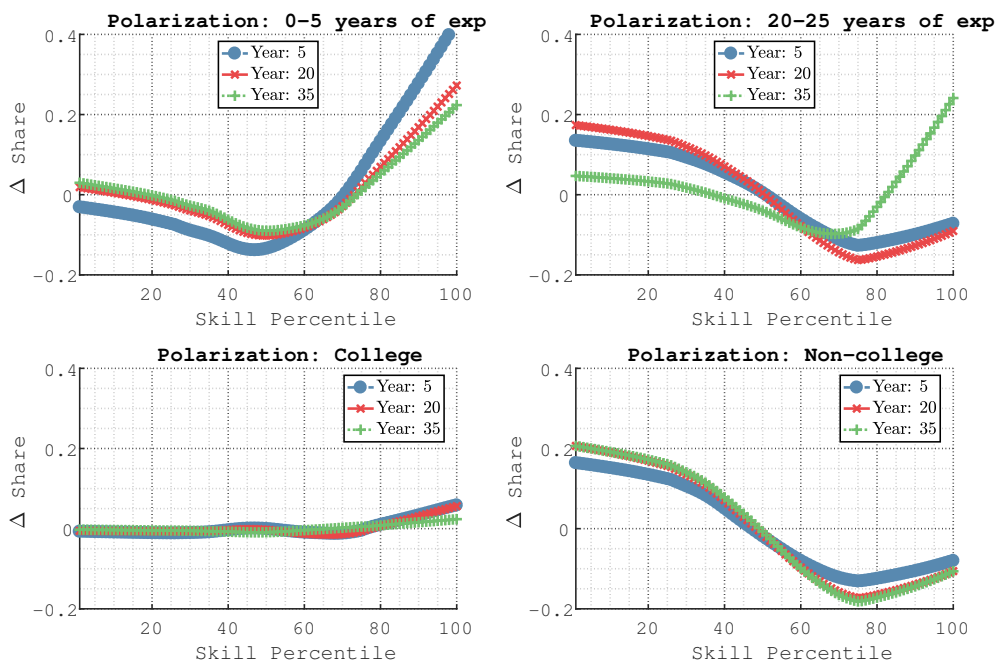 Polarization: 0-5 years of exp
0.4
0.2
0
-0.2
Δ Share
Year: 5
Year: 20
Year: 35
20 40 60 80 100
Skill Percentile
Polarization: 20-25 years of exp
0.4
0.2
0
-0.2
Δ Share
Year: 5
Year: 20
Year: 35
20 40 60 80 100
Skill Percentile
Polarization: College
0.4
0.2
0
-0.2
Δ Share
Year: 5
Year: 20
Year: 35
20 40 60 80 100
Skill Percentile
Polarization: Non-college
0.4
0.2
0
-0.2
Δ Share
Year: 5
Year: 20
Year: 35
20 40 60 80 100
Skill Percentile